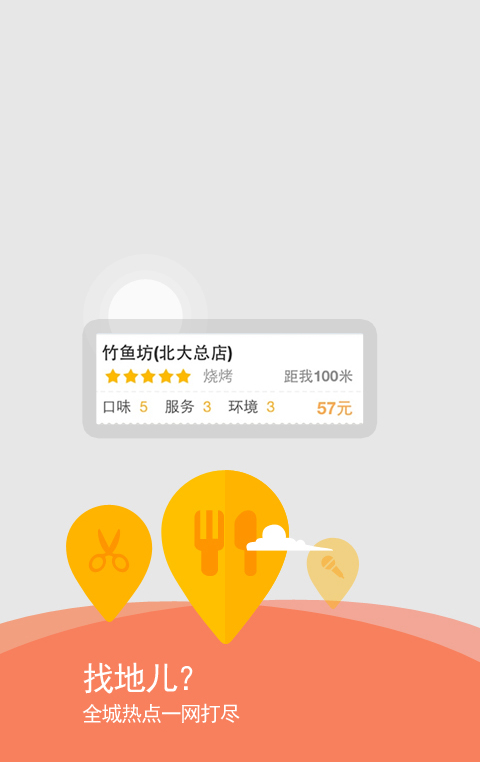 竹鱼坊(北大总店)
烧烤 距我100米
口味 5 服务 3 环境 3 57元
找地儿?
全城热点一网打尽